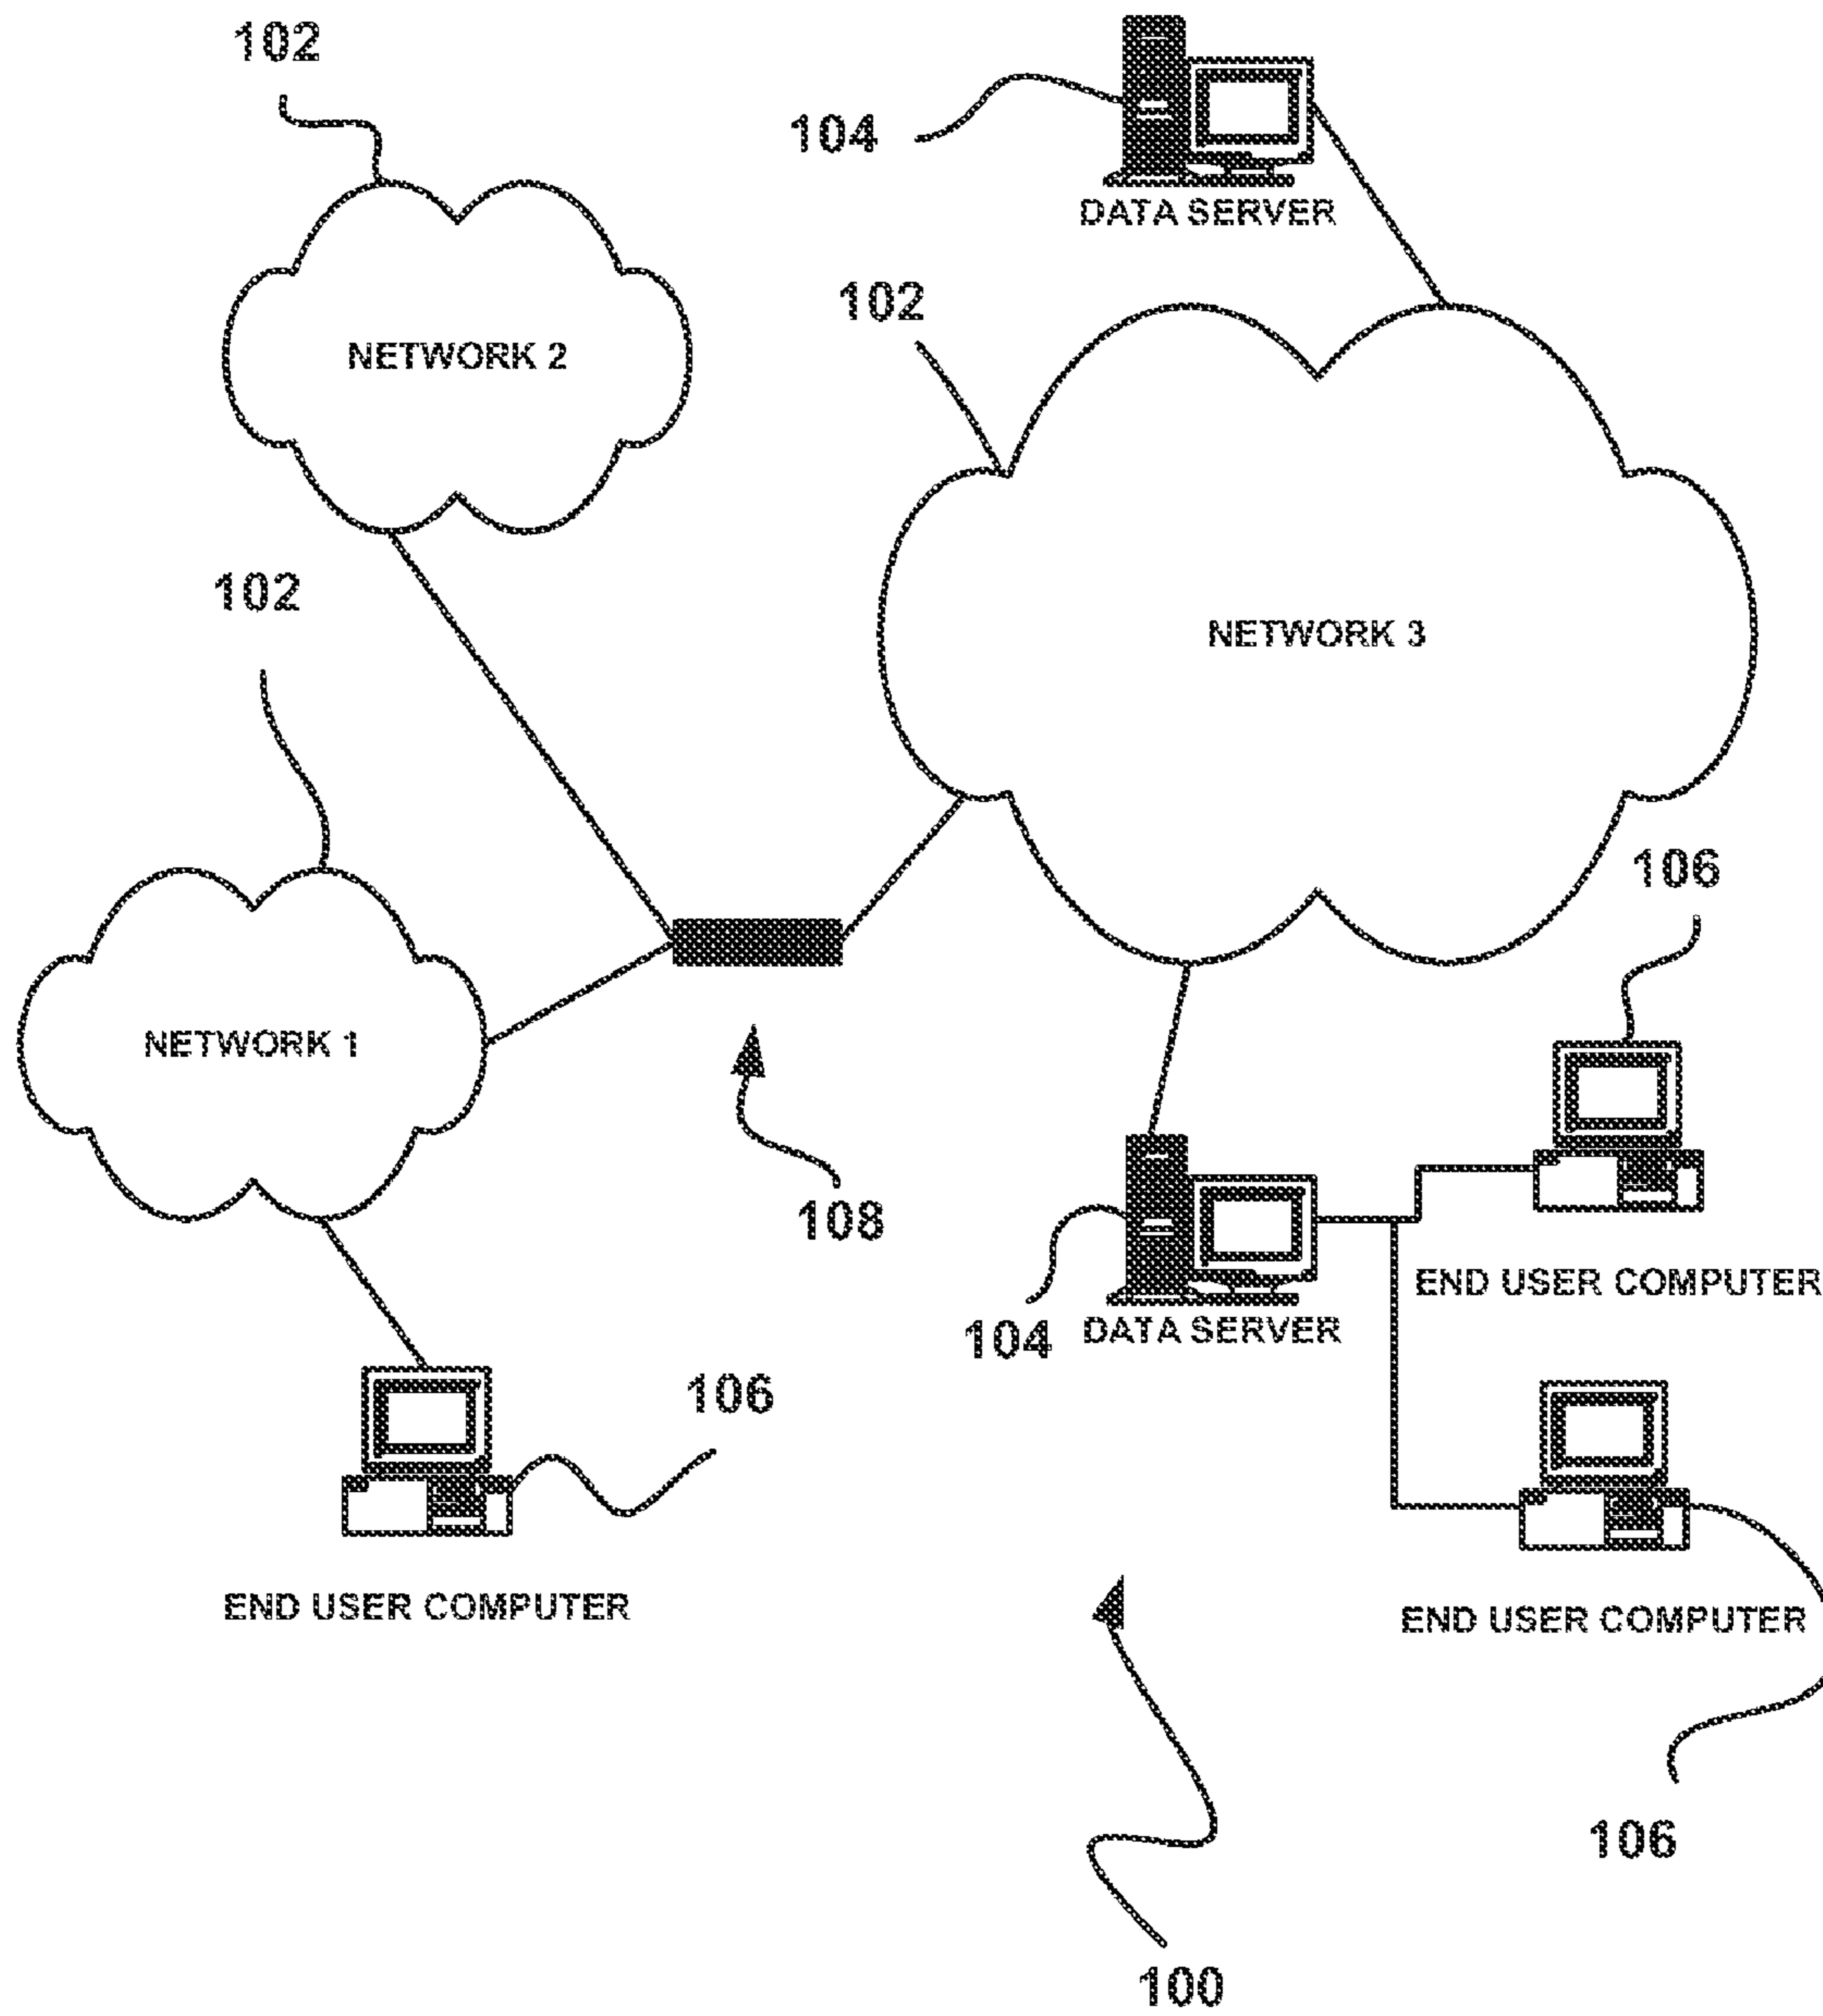 102
104
DATA SERVER
102
NETWORK 2
102
NETWORK 3
106
NETWORK 1
108
END USER COMPUTER
104
DATA SERVER
106
END USER COMPUTER
END USER COMPUTER
106
100